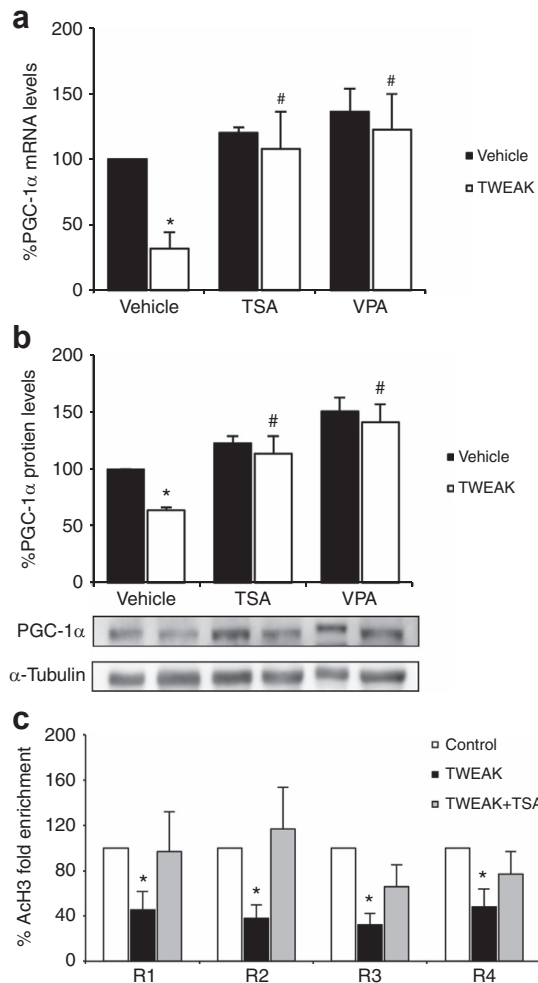 a
%PGC-1α mRNA levels
200
150
100
50
0
*
#
#
Vehicle
TSA
VPA
Vehicle
TWEAK
b
%PGC-1α protien levels
200
150
100
50
0
*
#
#
Vehicle
TSA
VPA
Vehicle
TWEAK
PGC-1α
α-Tubulin
c
% AcH3 fold enrichment
200
160
120
80
40
0
*
*
*
*
R1
R2
R3
R4
Control
TWEAK
TWEAK+TSA